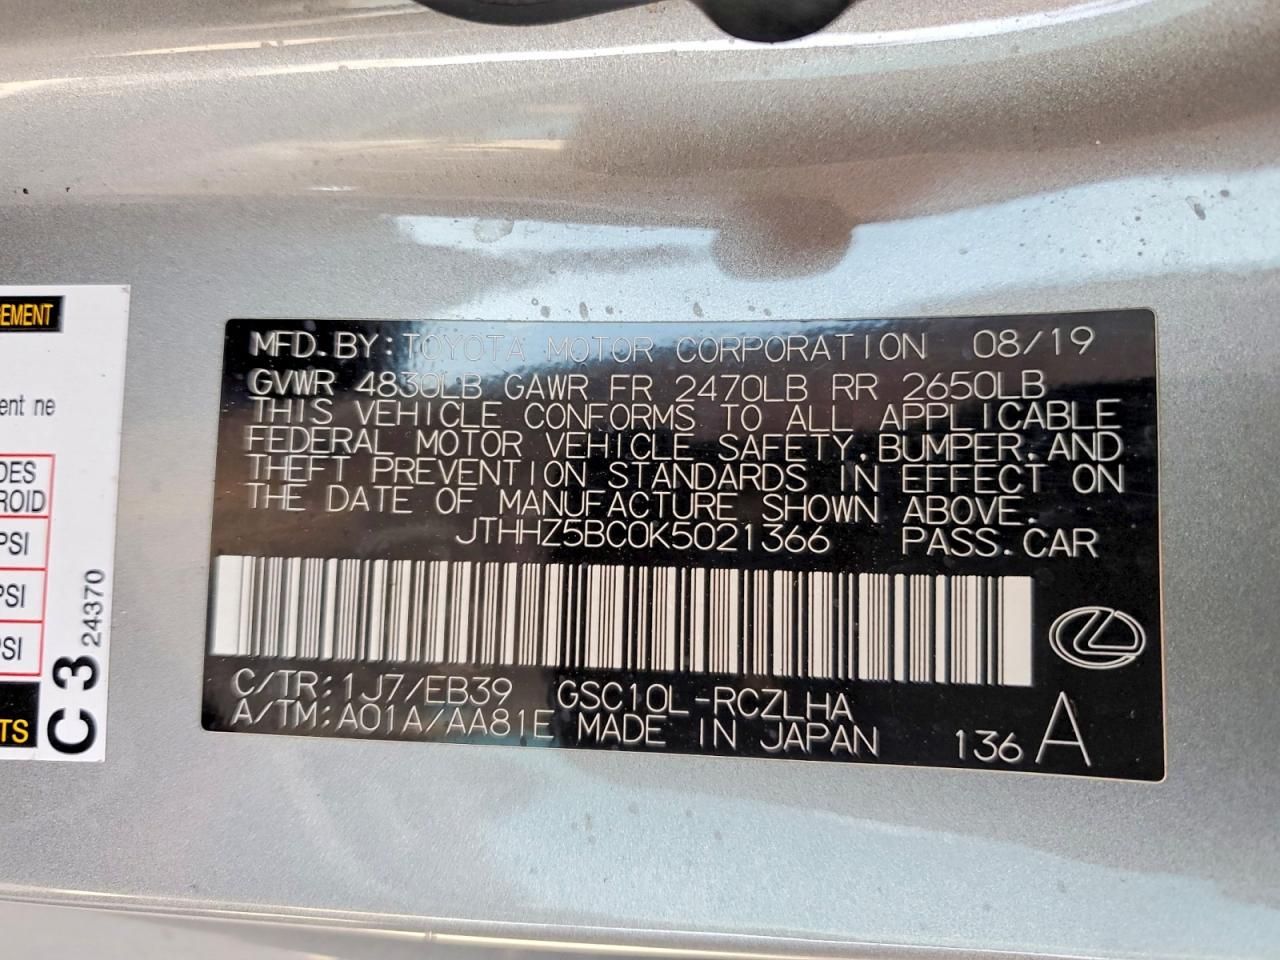 GEMENT
ent ne
DES
ROID
PSI
PSI
PSI
TS
C3
24370
MFD.BY:TOYOTA MOTOR CORPORATION 08/19
GVWR 4830LB GAWR FR 2470LB RR 2650LB
THIS VEHICLE CONFORMS TO ALL APPLICABLE
FEDERAL MOTOR VEHICLE SAFETY,BUMPER,AND
THEFT PREVENTION STANDARDS IN EFFECT ON
THE DATE OF MANUFACTURE SHOWN ABOVE.
JTHHZ5BC0K5021366 PASS.CAR
C/TR:1J7/EB39 GSC10L-RCZLHA
A/TM:A01A/AA81E MADE IN JAPAN 136 A